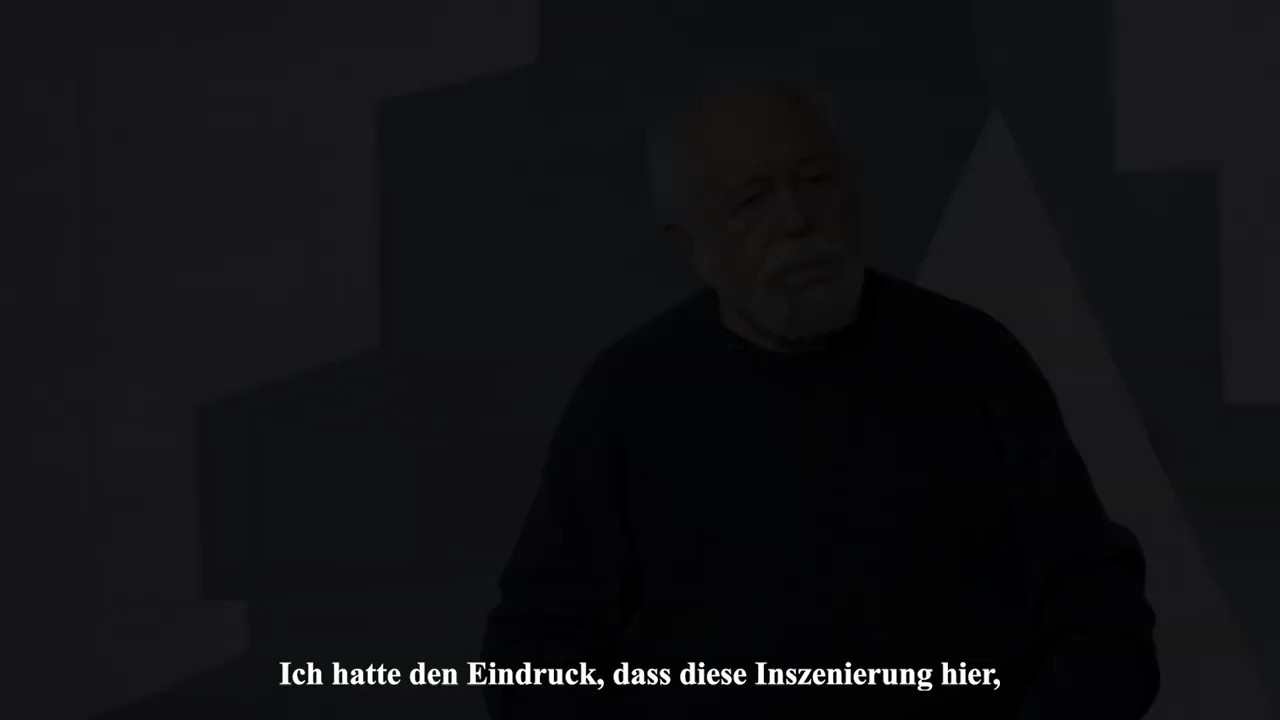 Ich hatte den Eindruck, dass diese Inszenierung hier,